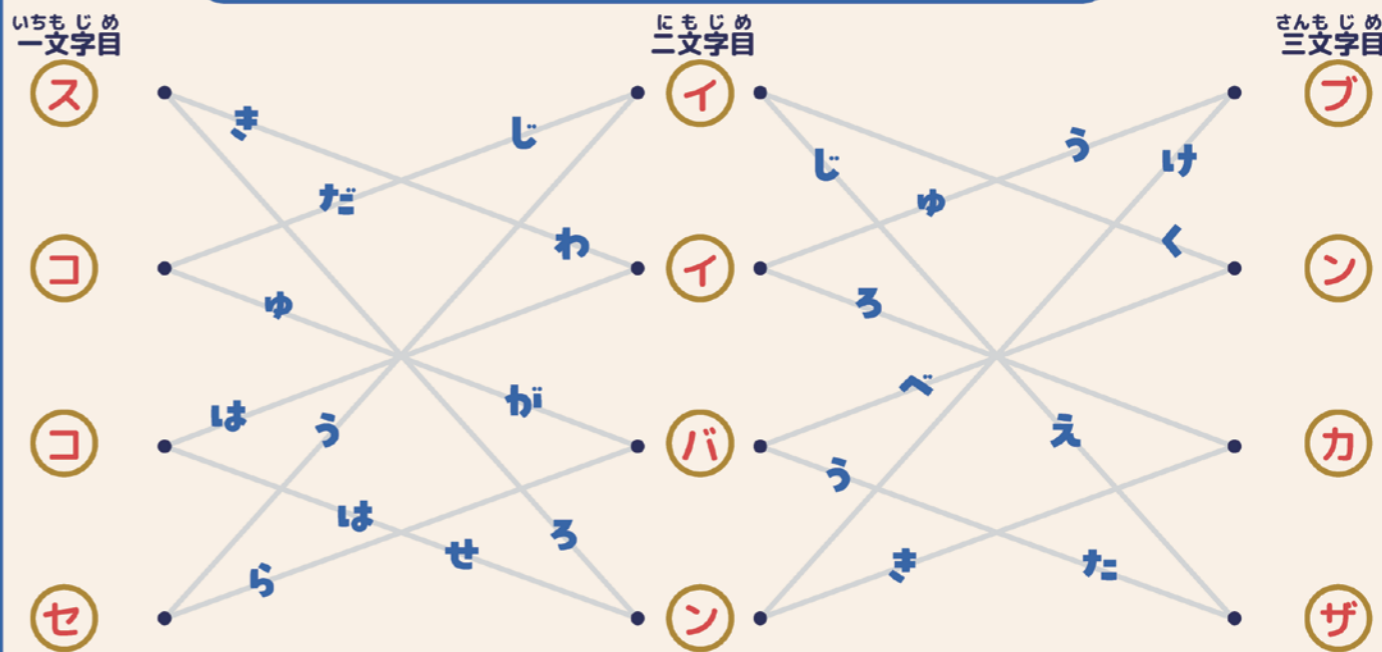 いちもじめ
一文字目
にもじめ
二文字目
さんもじめ
三文字目
ス
イ
ブ
き
じ
う
け
じ
だ
ゅ
わ
く
コ
イ
ン
ゅ
ろ
べ
が
は
う
え
コ
バ
カ
う
は
せ
ろ
ら
き
た
セ
ン
ザ